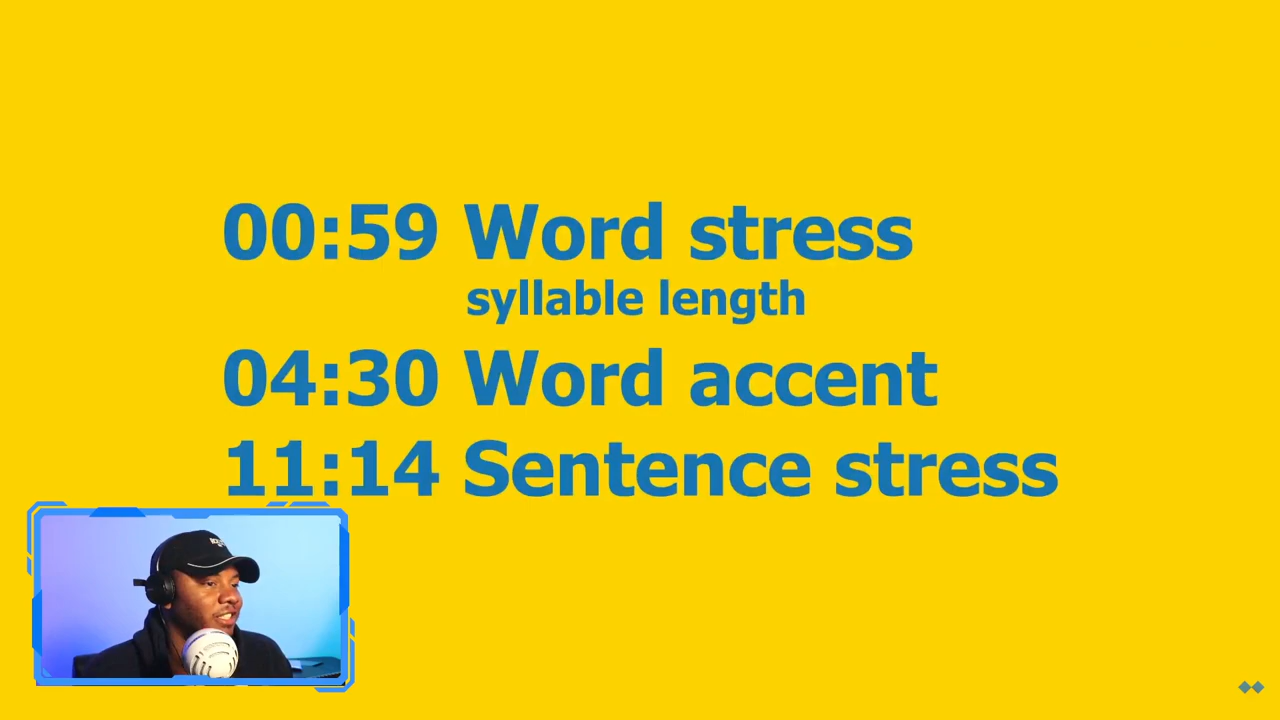 00:59 Word stress
syllable length
04:30 Word accent
11:14 Sentence stress